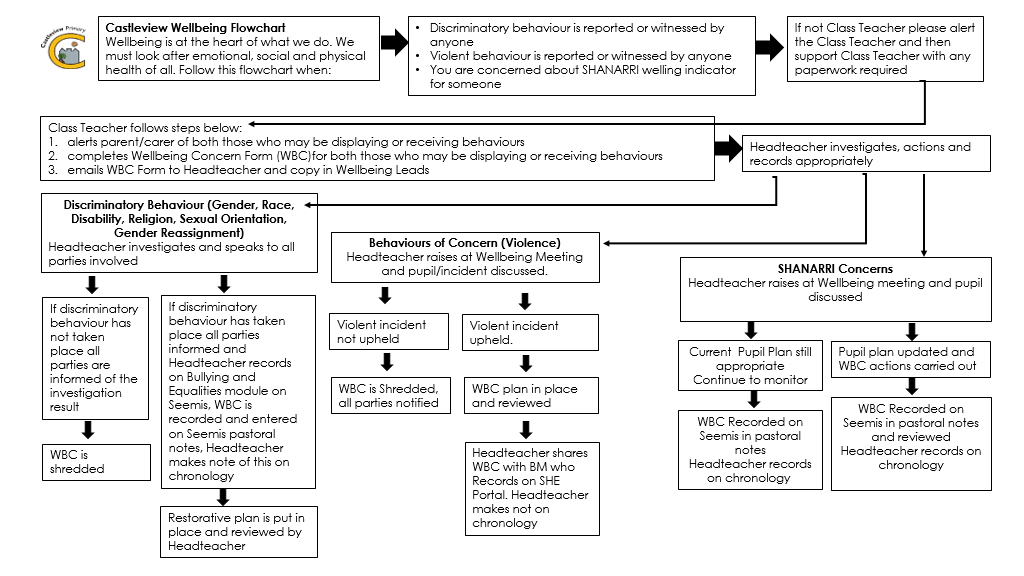 Castleview Primary
Castleview Wellbeing Flowchart
Wellbeing is at the heart of what we do. We
must look after emotional, social and physical
health of all. Follow this flowchart when:
• Discriminatory behaviour is reported or witnessed by
anyone
• Violent behaviour is reported or witnessed by anyone
• You are concerned about SHANARRI welling indicator
for someone
If not Class Teacher please alert
the Class Teacher and then
support Class Teacher with any
paperwork required
Class Teacher follows steps below:
1. alerts parent/carer of both those who may be displaying or receiving behaviours
2. completes Wellbeing Concern Form (WBC)for both those who may be displaying or receiving behaviours
3. emails WBC Form to Headteacher and copy in Wellbeing Leads
Headteacher investigates, actions and
records appropriately
Discriminatory Behaviour (Gender, Race,
Disability, Religion, Sexual Orientation,
Gender Reassignment)
Headteacher investigates and speaks to all
parties involved
If discriminatory
behaviour has
not taken
place all
parties are
informed of the
investigation
result
WBC is
shredded
If discriminatory
behaviour has taken
place all parties
informed and
Headteacher records
on Bullying and
Equalities module on
Seemis, WBC is
recorded and entered
on Seemis pastoral
notes, Headteacher
makes note of this on
chronology
Restorative plan is put in
place and reviewed by
Headteacher
Behaviours of Concern (Violence)
Headteacher raises at Wellbeing Meeting
and pupil/incident discussed.
Violent incident
not upheld
WBC is Shredded,
all parties notified
Violent incident
upheld.
WBC plan in place
and reviewed
Headteacher shares
WBC with BM who
Records on SHE
Portal. Headteacher
makes not on
chronology
SHANARRI Concerns
Headteacher raises at Wellbeing meeting and pupil
discussed
Current Pupil Plan still
appropriate
Continue to monitor
WBC Recorded on
Seemis in pastoral
notes
Headteacher records
on chronology
Pupil plan updated and
WBC actions carried out
WBC Recorded on
Seemis in pastoral notes
and reviewed
Headteacher records on
chronology